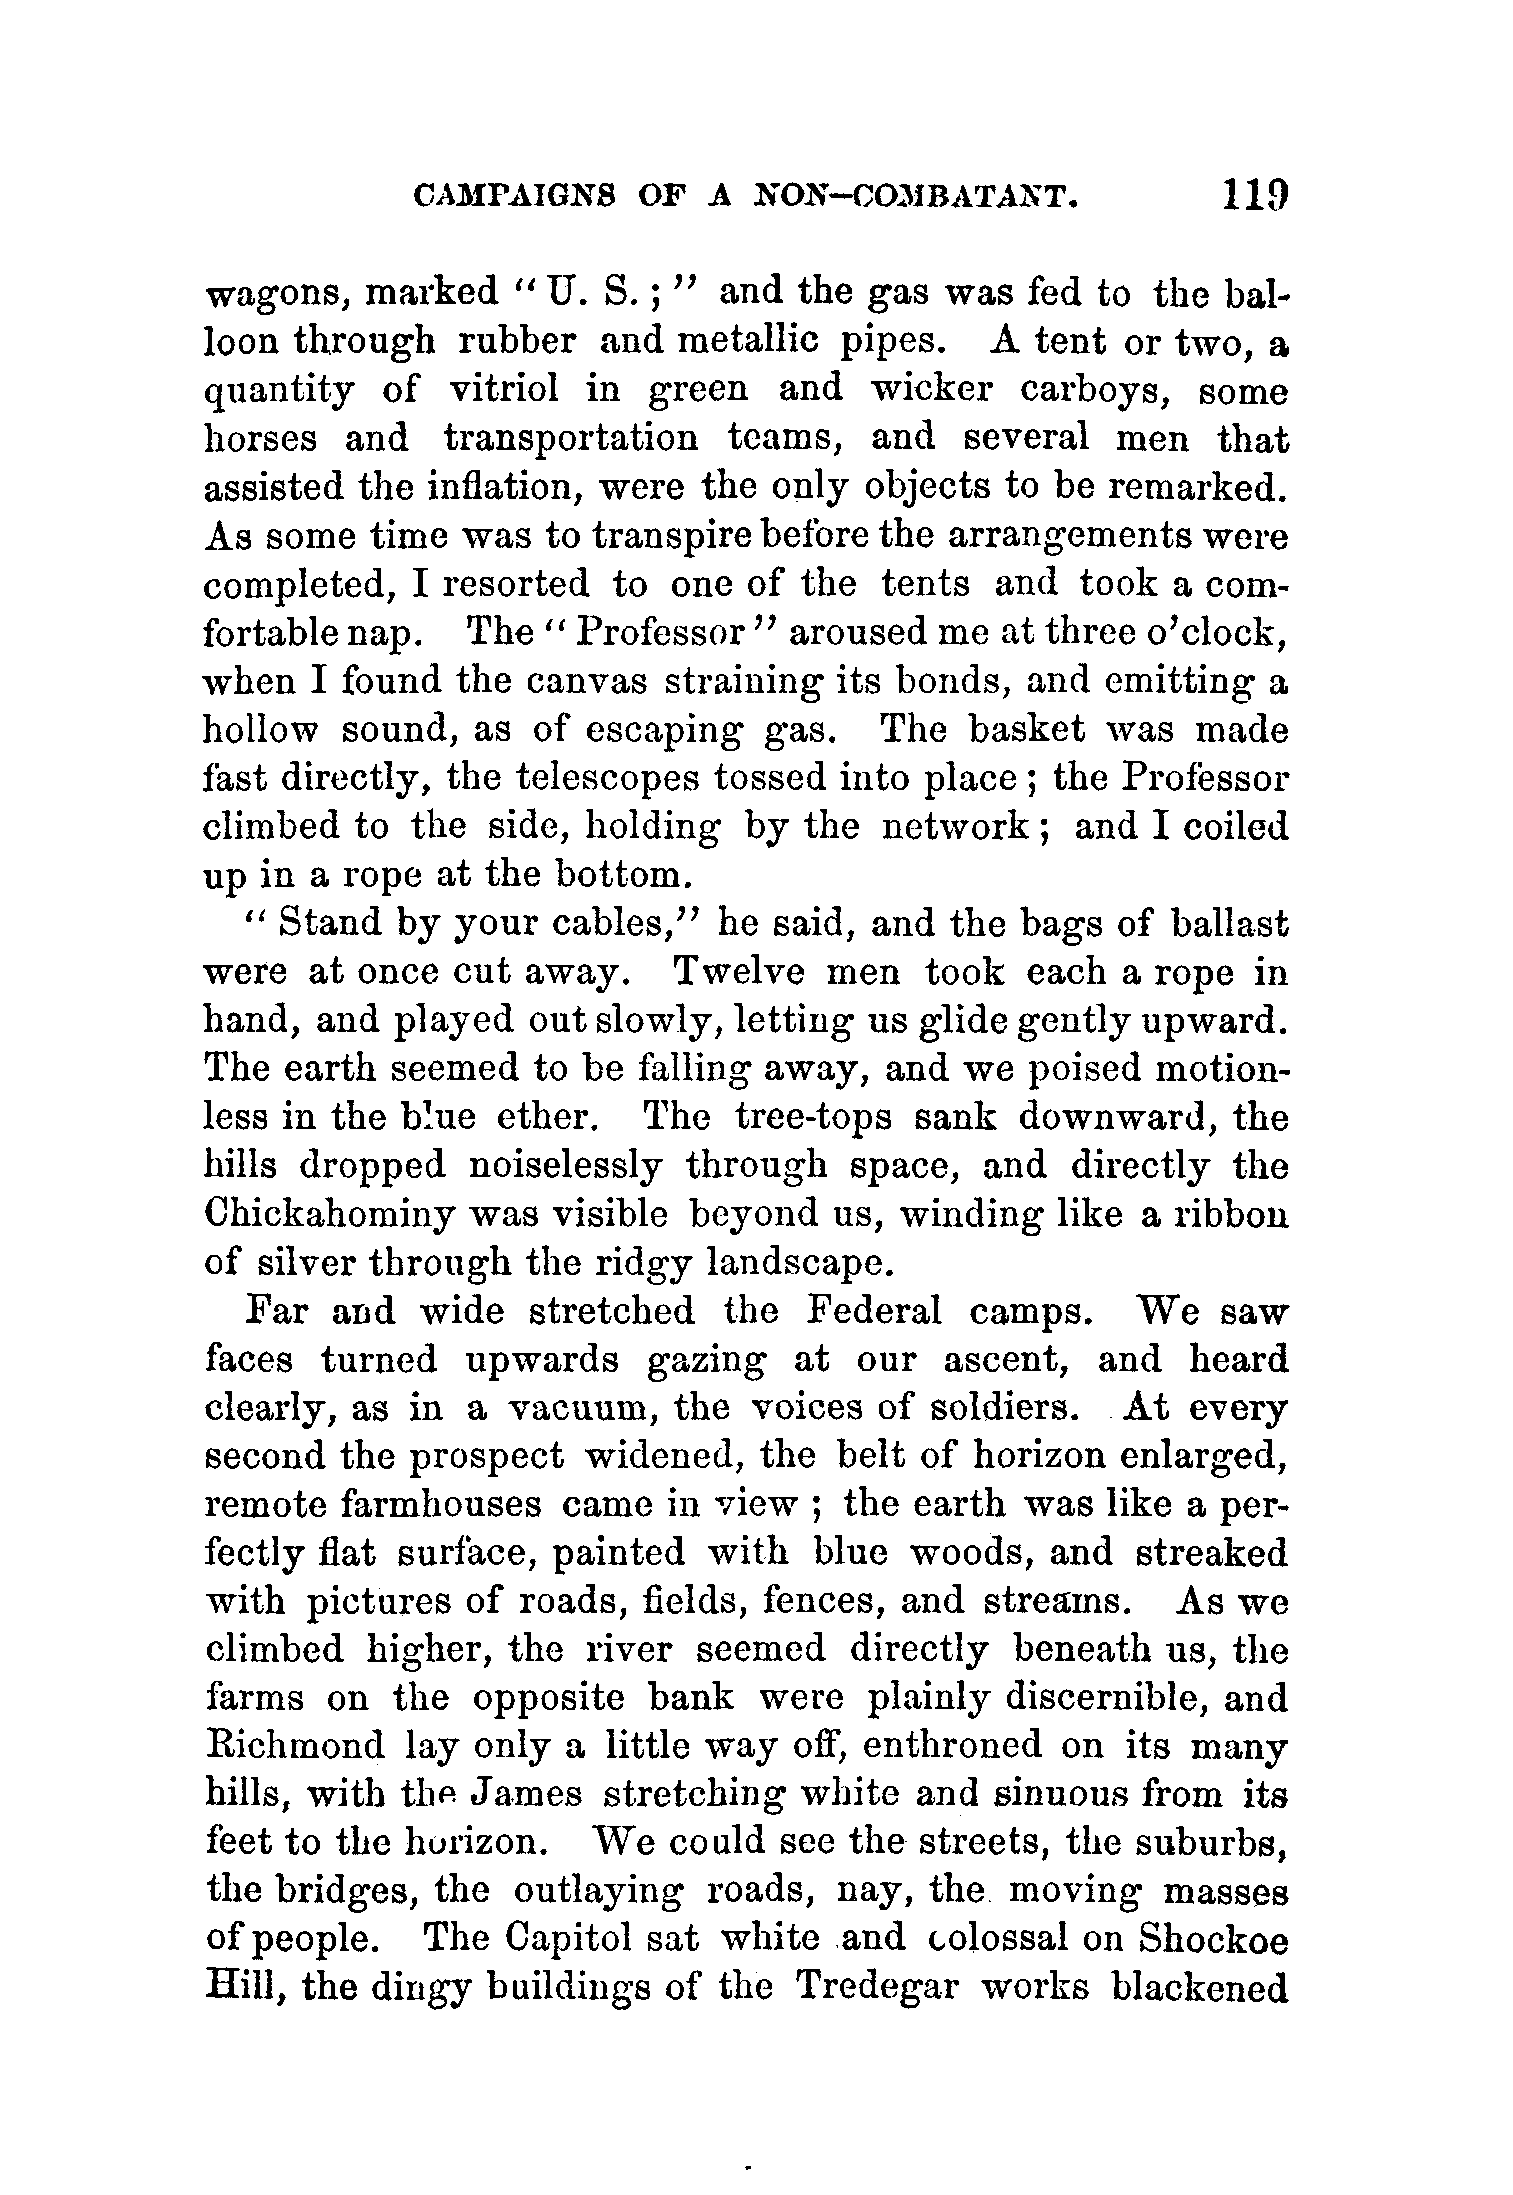 CAMPAIGNS OF A NON-COMBATANT. 119
wagons, marked “U. S.;” and the gas was fed to the bal-
loon through rubber and metallic pipes. A tent or two, a
quantity of vitriol in green and wicker carboys, some
horses and transportation teams, and several men that
assisted the inflation, were the only objects to be remarked.
As some time was to transpire before the arrangements were
completed, I resorted to one of the tents and took a com-
fortable nap. The “Professor” aroused me at three o’clock,
when I found the canvas straining its bonds, and emitting a
hollow sound, as of escaping gas. The basket was made
fast directly, the telescopes tossed into place; the Professor
climbed to the side, holding by the network; and I coiled
up in a rope at the bottom.
“Stand by your cables,” he said, and the bags of ballast
were at once cut away. Twelve men took each a rope in
hand, and played out slowly, letting us glide gently upward.
The earth seemed to be falling away, and we poised motion-
less in the blue ether. The tree-tops sank downward, the
hills dropped noiselessly through space, and directly the
Chickahominy was visible beyond us, winding like a ribbon
of silver through the ridgy landscape.
Far and wide stretched the Federal camps. We saw
faces turned upwards gazing at our ascent, and heard
clearly, as in a vacuum, the voices of soldiers. At every
second the prospect widened, the belt of horizon enlarged,
remote farmhouses came in view; the earth was like a per-
fectly flat surface, painted with blue woods, and streaked
with pictures of roads, fields, fences, and streams. As we
climbed higher, the river seemed directly beneath us, the
farms on the opposite bank were plainly discernible, and
Richmond lay only a little way off, enthroned on its many
hills, with the James stretching white and sinuous from its
feet to the horizon. We could see the streets, the suburbs,
the bridges, the outlaying roads, nay, the moving masses
of people. The Capitol sat white and colossal on Shockoe
Hill, the dingy buildings of the Tredegar works blackened